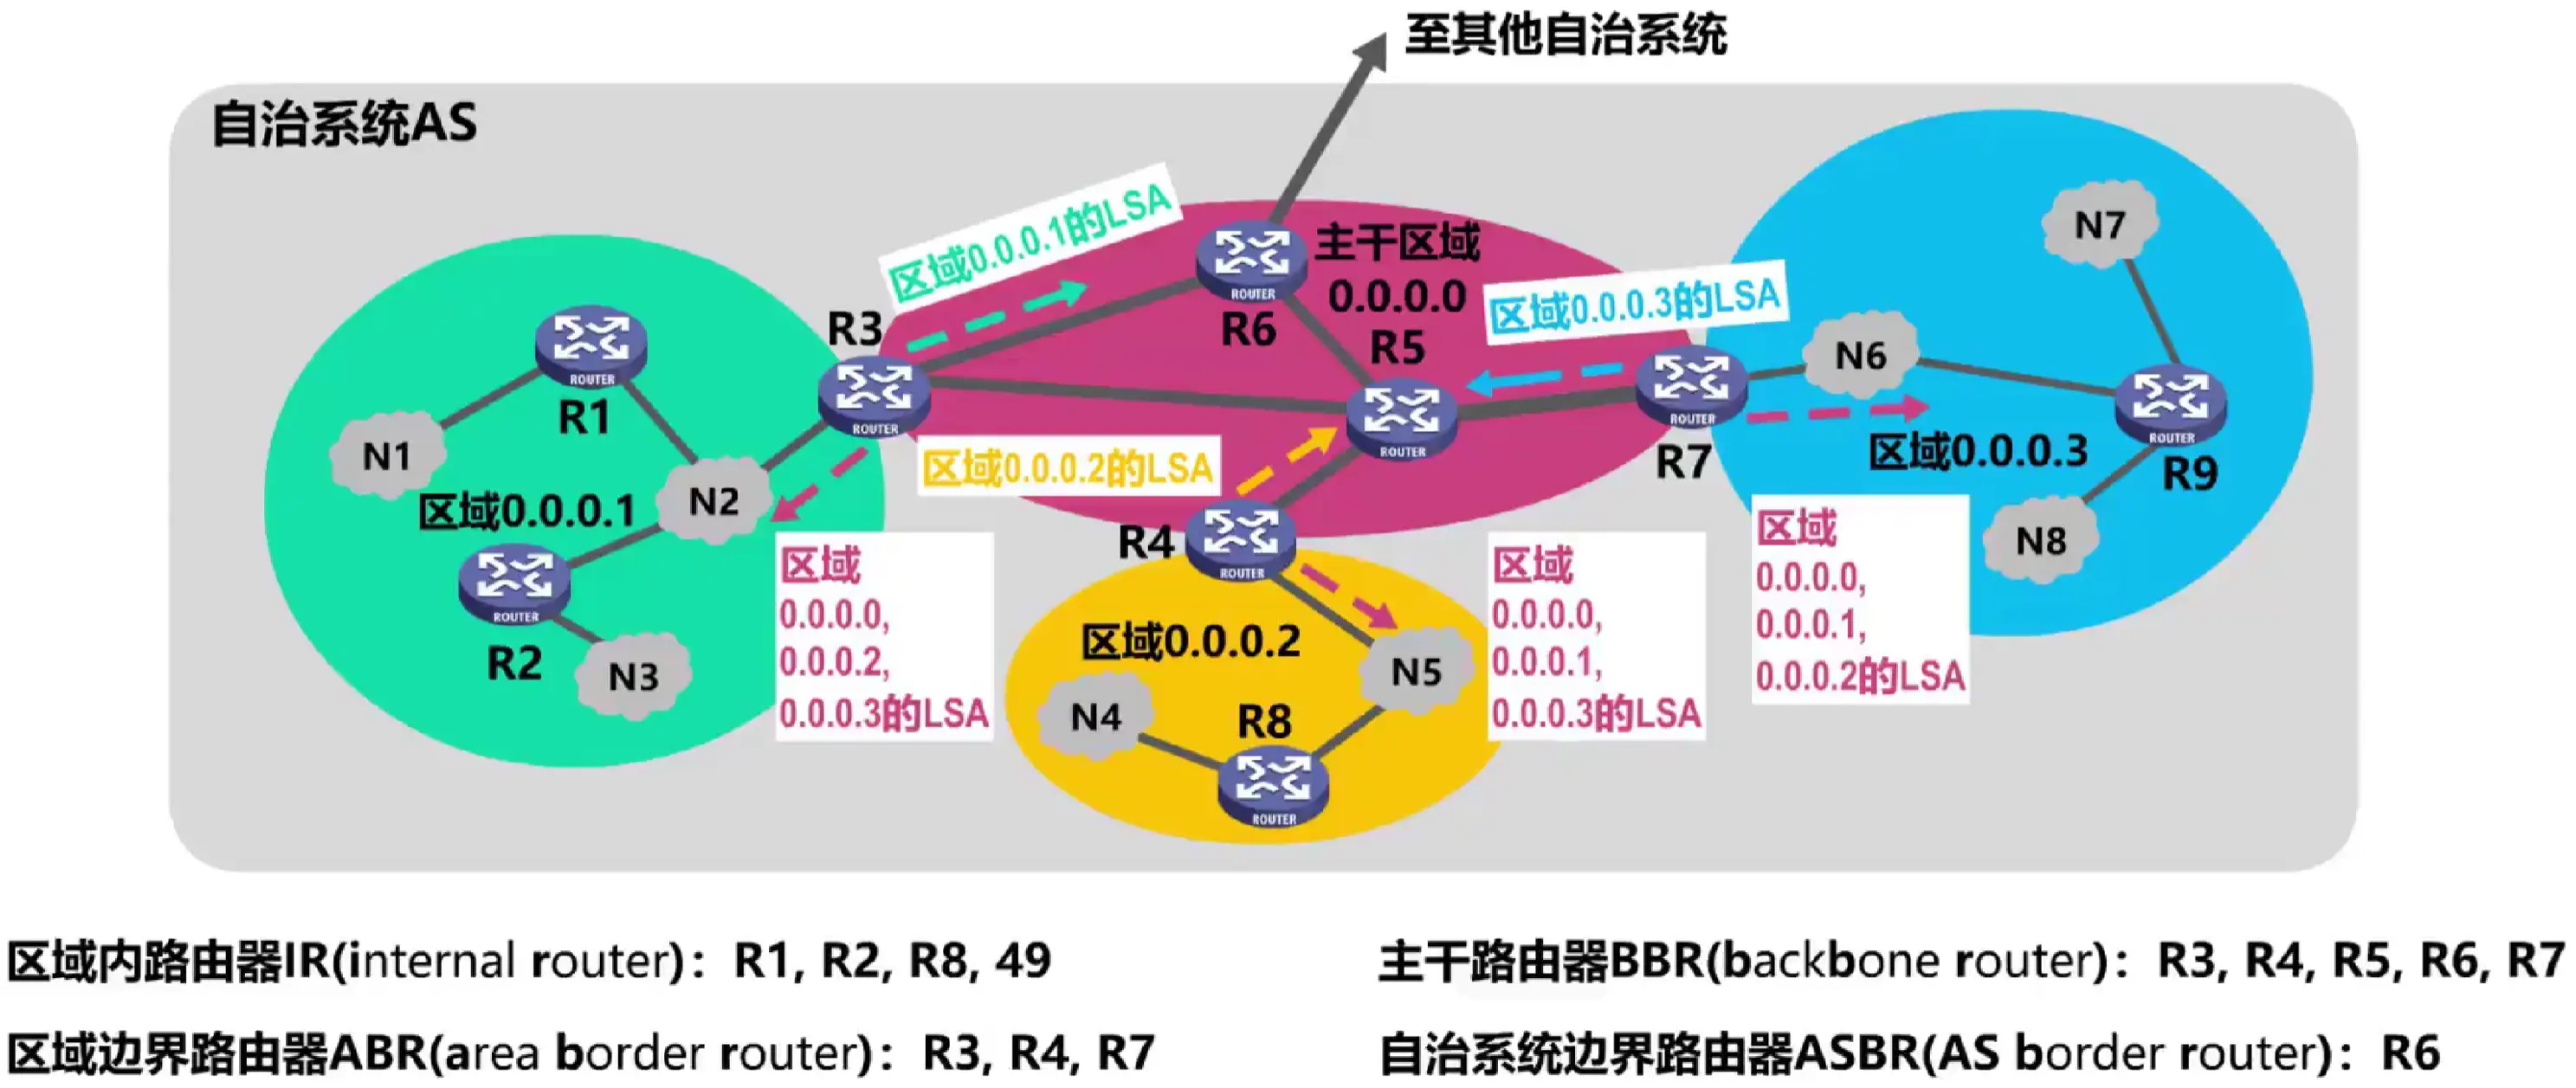 至其他自治系统
自治系统AS
区域0.0.0.1的LSA
主干区域
0.0.0.0
区域0.0.0.3的LSA
N7
R3
ROUTER
R6
R5
N6
ROUTER
R1
ROUTER
ROUTER
ROUTER
R7
ROUTER
R9
N1
区域0.0.0.1
N2
区域0.0.0.2的LSA
区域0.0.0.3
N8
R4
ROUTER
ROUTER
R2
N3
区域
0.0.0.0,
0.0.0.2,
0.0.0.3的LSA
区域0.0.0.2
N5
N4
R8
ROUTER
区域
0.0.0.0,
0.0.0.1,
0.0.0.3的LSA
区域
0.0.0.0,
0.0.0.1,
0.0.0.2的LSA
区域内路由器IR(internal router)：R1, R2, R8, 49
主干路由器BBR(backbone router)：R3, R4, R5, R6, R7
区域边界路由器ABR(area border router)：R3, R4, R7
自治系统边界路由器ASBR(AS border router)：R6